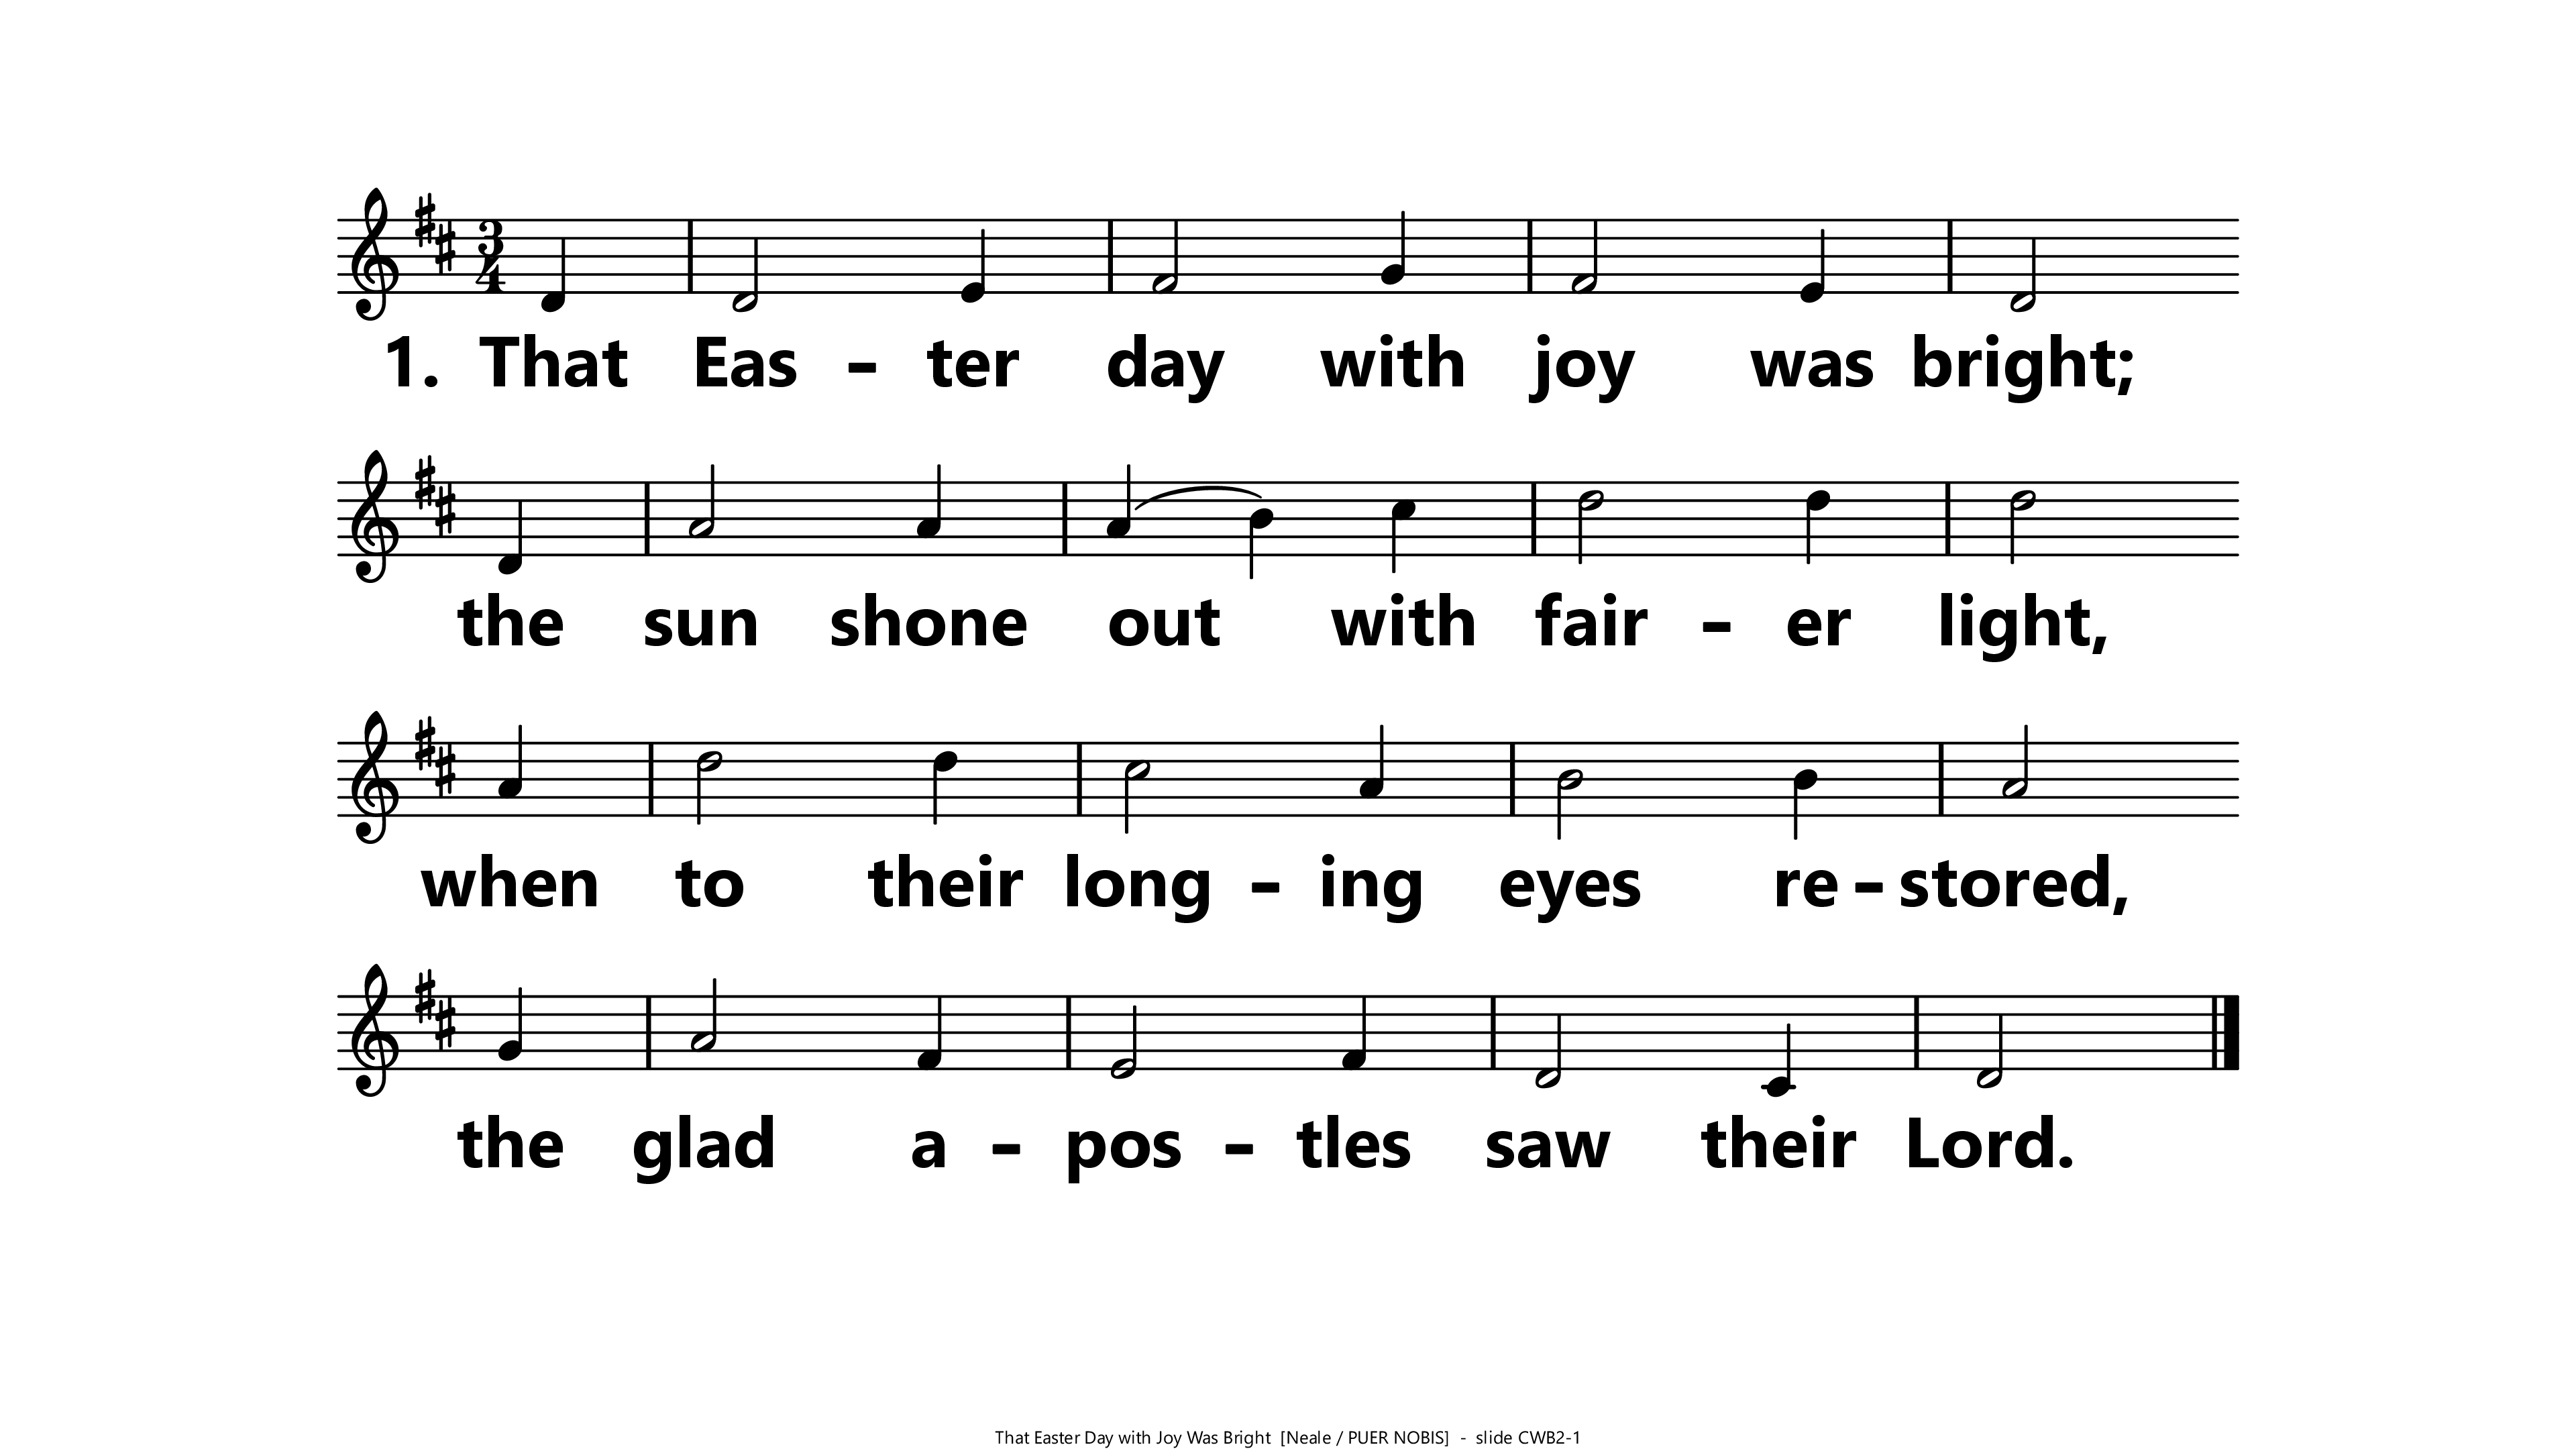 3
4
1. That Eas - ter day with joy was bright;
the sun shone out with fair - er light,
when to their long - ing eyes re - stored,
the glad a - pos - tles saw their Lord.
That Easter Day with Joy Was Bright [Neale / PUER NOBIS] - slide CWB2-1